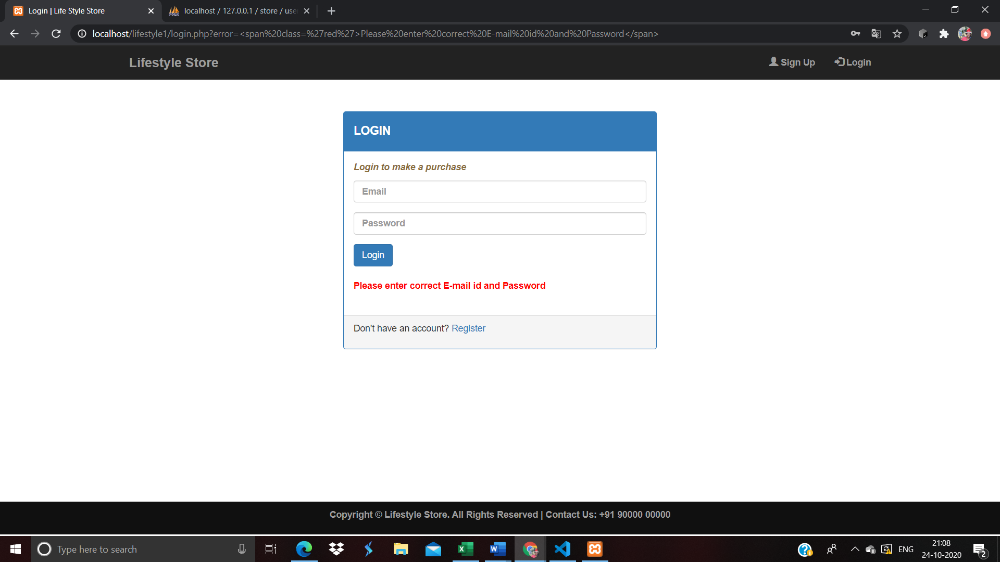 Login | Life Style Store
localhost / 127.0.0.1 / store / use
localhost/lifestyle1/login.php?error=<span%20class=%27red%27>Please%20enter%20correct%20E-mail%20id%20and%20Password</span>
Lifestyle Store
Sign Up
Login
LOGIN
Login to make a purchase
Email
Password
Login
Please enter correct E-mail id and Password
Don't have an account? Register
Copyright © Lifestyle Store. All Rights Reserved | Contact Us: +91 90000 00000
Type here to search
ENG
21:08
24-10-2020
2